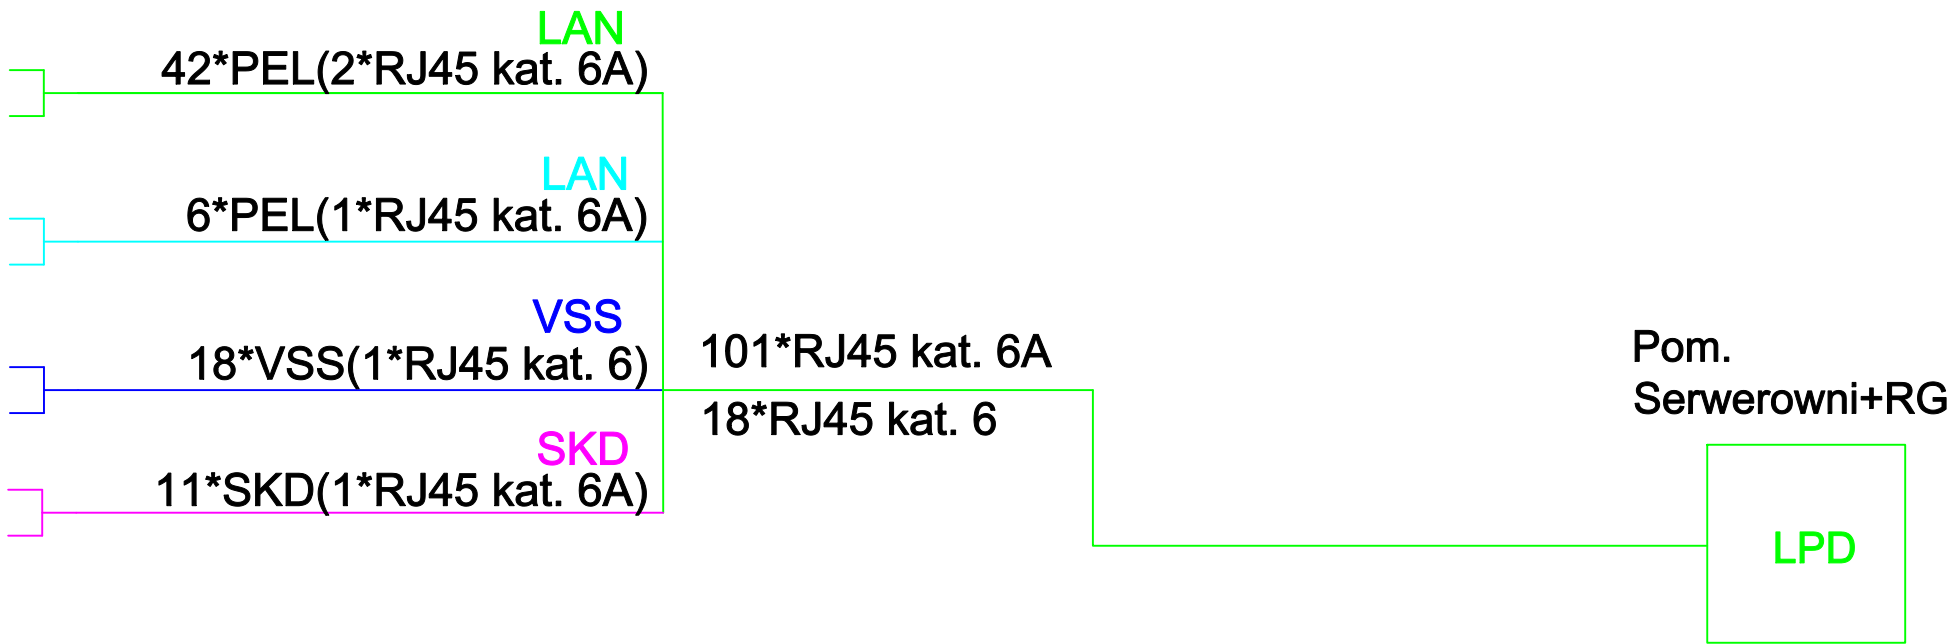 LAN
42*PEL(2*RJ45 kat. 6A)
LAN
6*PEL(1*RJ45 kat. 6A)
VSS
18*VSS(1*RJ45 kat. 6)
SKD
11*SKD(1*RJ45 kat. 6A)
101*RJ45 kat. 6A
18*RJ45 kat. 6
Pom.
Serwerowni+RG
LPD